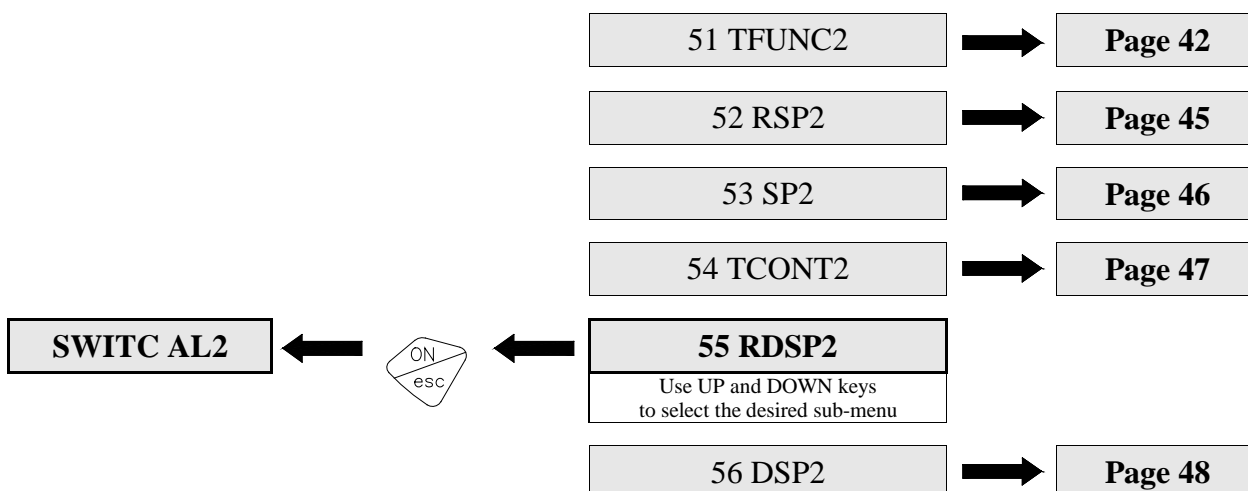 51 TFUNC2 Page 42
52 RSP2 Page 45
53 SP2 Page 46
54 TCONT2 Page 47
SWITC AL2 ON esc 55 RDSP2
Use UP and DOWN keys
to select the desired sub-menu
56 DSP2 Page 48